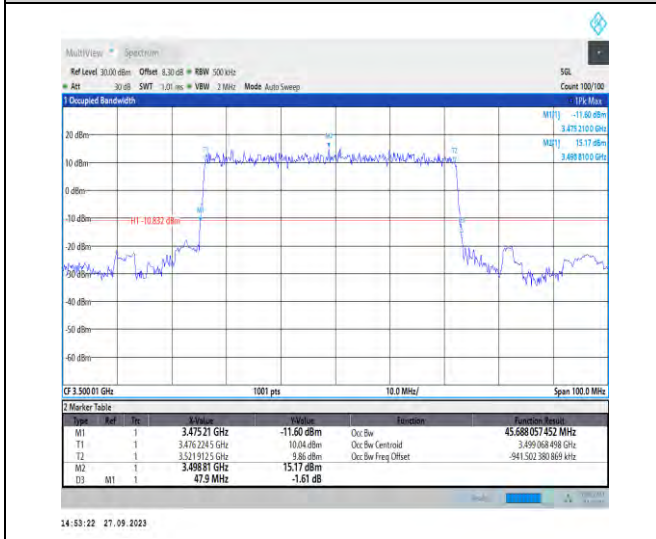 MultiView Spectrum
Ref Level 30.00 dBm Offset 8.30 dB RBW 500 kHz SGL
Att 30 dB SWT 1.01 ms VBW 2 MHz Mode Auto Sweep Count 100/100
1 Occupied Bandwidth 1Pk Max
M1[1] -11.60 dBm
3.475 2100 GHz
M2[1] 15.17 dBm
3.498 8100 GHz
20 dBm
M2
T1 T2
10 dBm
0 dBm
M1
-10 dBm
H1 -10.832 dBm
-20 dBm
-30 dBm
-40 dBm
-50 dBm
-60 dBm
CF 3.500 01 GHz 1001 pts 10.0 MHz/ Span 100.0 MHz
2 Marker Table
Type Ref Trc X-Value Y-Value Function Function Result
M1 1 3.475 21 GHz -11.60 dBm Occ Bw 45.688 057 452 MHz
T1 1 3.476 224 5 GHz 10.04 dBm Occ Bw Centroid 3.499 068 498 GHz
T2 1 3.521 912 5 GHz 9.86 dBm Occ Bw Freq Offset -941.502 380 869 kHz
M2 1 3.498 81 GHz 15.17 dBm
D3 M1 1 47.9 MHz -1.61 dB
14:53:22 27.09.2023